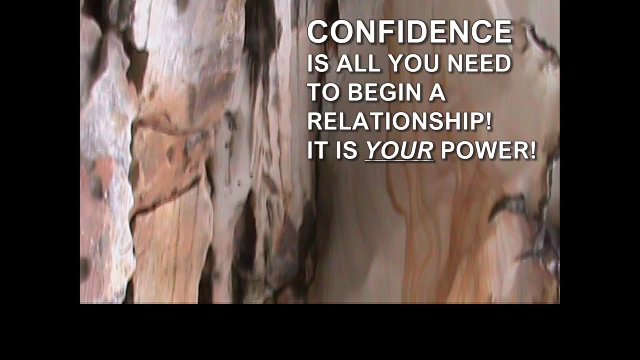 CONFIDENCE
IS ALL YOU NEED
TO BEGIN A
RELATIONSHIP!
IT IS YOUR POWER!